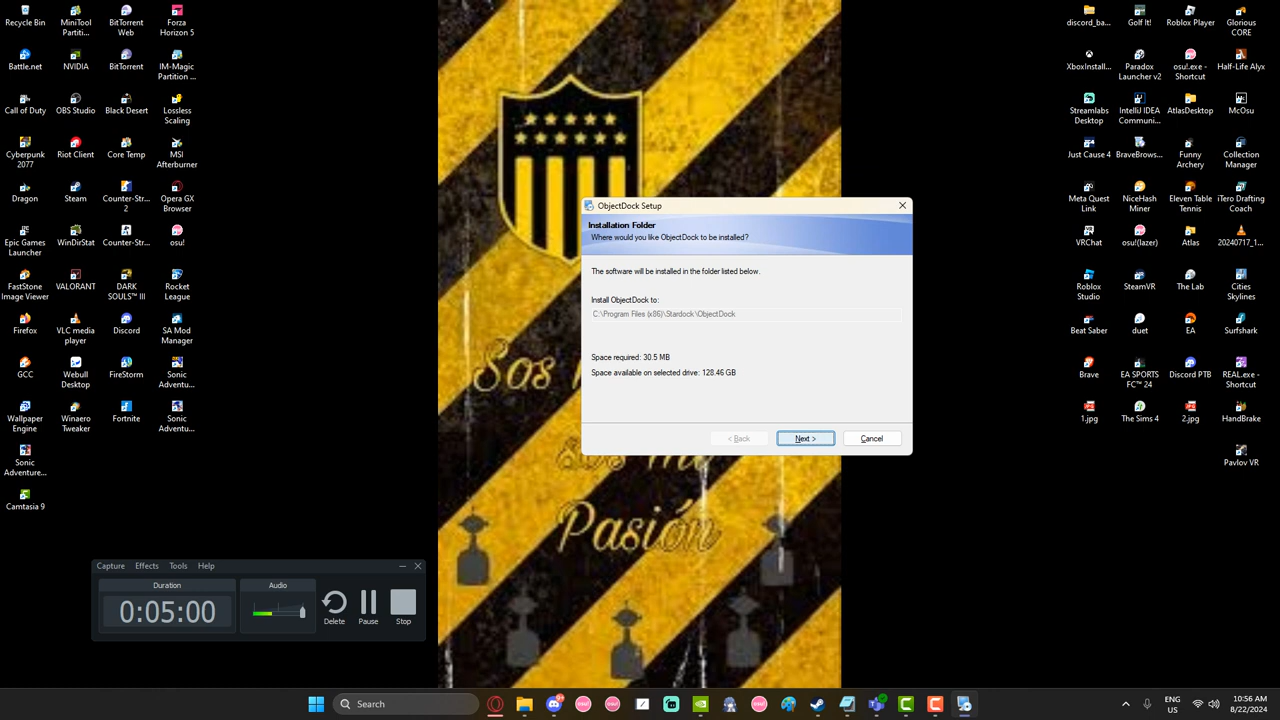 Recycle Bin
MiniTool
Partiti...
BitTorrent
Web
Forza
Horizon 5
Battle.net
NVIDIA
BitTorrent
IM-Magic
Partition ...
Call of Duty
OBS Studio
Black Desert
Lossless
Scaling
Cyberpunk
2077
Riot Client
Core Temp
MSI
Afterburner
Dragon
Steam
Counter-Str...
2
Opera GX
Browser
Epic Games
Launcher
WinDirStat
Counter-Str...
osu!
FastStone
Image Viewer
VALORANT
DARK
SOULS™ III
Rocket
League
Firefox
VLC media
player
Discord
SA Mod
Manager
GCC
Webull
Desktop
FireStorm
Sonic
Adventu...
Wallpaper
Engine
Winaero
Tweaker
Fortnite
Sonic
Adventu...
Sonic
Adventure...
Camtasia 9
discord_ba...
Golf It!
Roblox Player
Glorious
CORE
XboxInstall...
Paradox
Launcher v2
osu!.exe -
Shortcut
Half-Life Alyx
Streamlabs
Desktop
IntelliJ IDEA
Communi...
AtlasDesktop
McOsu
Just Cause 4
BraveBrows...
Funny
Archery
Collection
Manager
Meta Quest
Link
NiceHash
Miner
Eleven Table
Tennis
iTero Drafting
Coach
VRChat
osu!(lazer)
Atlas
20240717_1...
Roblox
Studio
SteamVR
The Lab
Cities
Skylines
Beat Saber
duet
EA
Surfshark
Brave
EA SPORTS
FC™ 24
Discord PTB
REAL.exe -
Shortcut
1.jpg
The Sims 4
2.jpg
HandBrake
Pavlov VR
ObjectDock Setup
Installation Folder
Where would you like ObjectDock to be installed?
The software will be installed in the folder listed below.
Install ObjectDock to:
C:\Program Files (x86)\Stardock\ObjectDock
Space required: 30.5 MB
Space available on selected drive: 128.46 GB
< Back
Next >
Cancel
Sos
Pasión
Capture
Effects
Tools
Help
Duration
Audio
0:05:00
Delete
Pause
Stop
Search
ENG
US
10:56 AM
8/22/2024